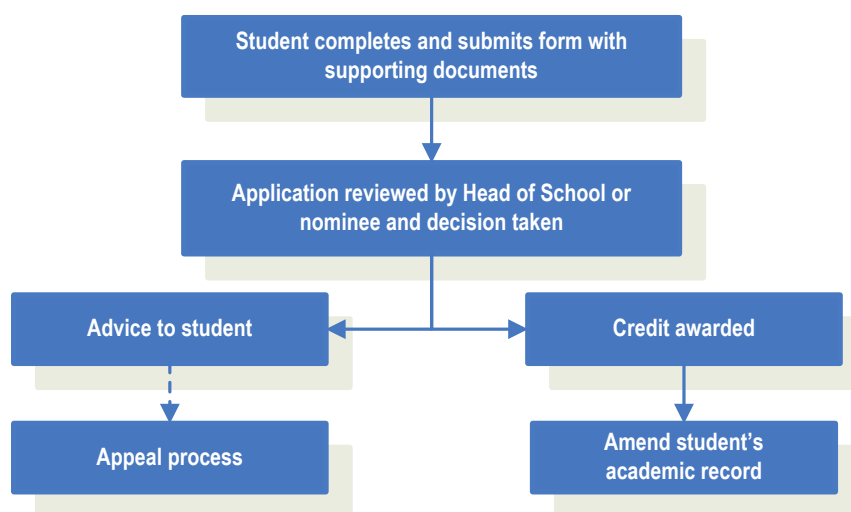 Student completes and submits form with
supporting documents
Application reviewed by Head of School or
nominee and decision taken
Advice to student
Credit awarded
Appeal process
Amend student’s
academic record